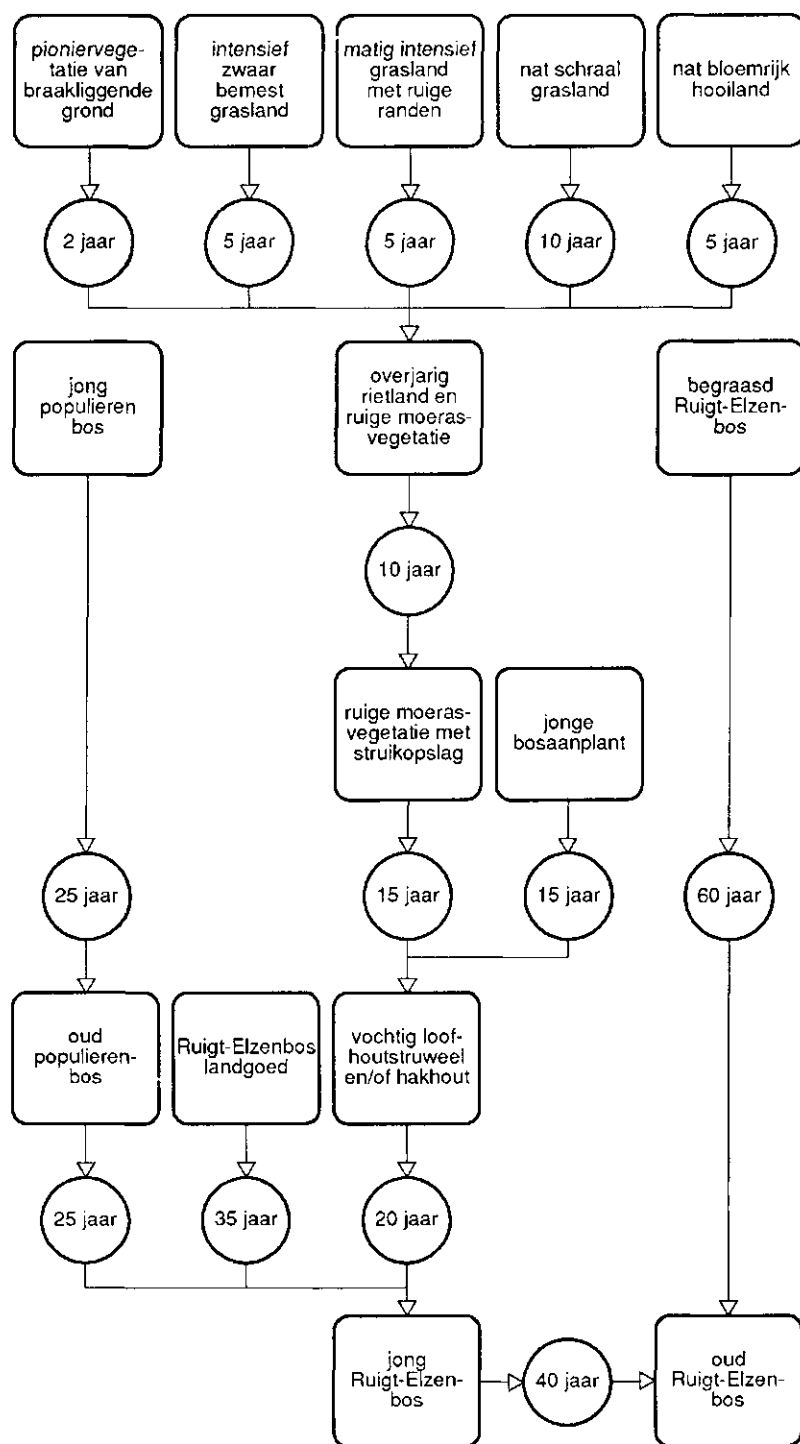 pioniervege-
tatie van
braakliggende
grond
intensief
zwaar
bemest
grasland
matig intensief
grasland
met ruige
randen
nat schraal
grasland
nat bloemrijk
hooiland
2 jaar
5 jaar
5 jaar
10 jaar
5 jaar
jong
populieren
bos
overjarig
rietland en
ruige moeras-
vegetatie
begraasd
Ruigt-Elzen-
bos
10 jaar
ruige moeras-
vegetatie met
struikopslag
jonge
bosaanplant
25 jaar
15 jaar
15 jaar
60 jaar
oud
populieren-
bos
Ruigt-Elzenbos
landgoed
vochtig loof-
houtstruweel
en/of hakhout
25 jaar
35 jaar
20 jaar
jong
Ruigt-Elzen-
bos
40 jaar
oud
Ruigt-Elzen-
bos